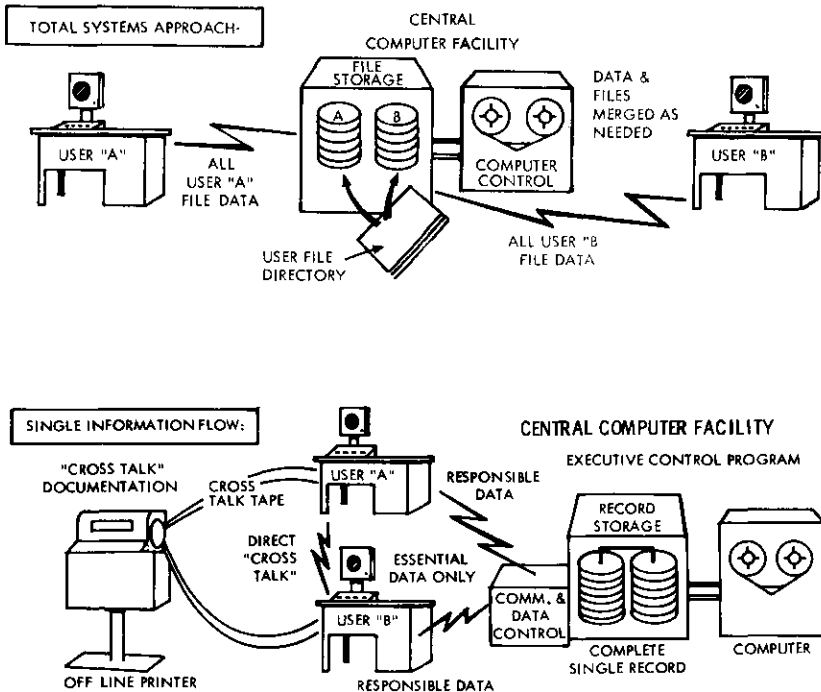 TOTAL SYSTEMS APPROACH-
CENTRAL
COMPUTER FACILITY
FILE
STORAGE
A
B
COMPUTER
CONTROL
DATA &
FILES
MERGED AS
NEEDED
USER "A"
ALL
USER "A"
FILE DATA
USER "B"
USER FILE
DIRECTORY
ALL USER "B
FILE DATA
SINGLE INFORMATION FLOW:
"CROSS TALK"
DOCUMENTATION
CROSS
TALK TAPE
USER "A"
RESPONSIBLE
DATA
CENTRAL COMPUTER FACILITY
EXECUTIVE CONTROL PROGRAM
RECORD
STORAGE
DIRECT
"CROSS
TALK"
ESSENTIAL
DATA ONLY
USER "B"
COMM. &
DATA
CONTROL
COMPLETE
SINGLE RECORD
COMPUTER
OFF LINE PRINTER
RESPONSIBLE DATA